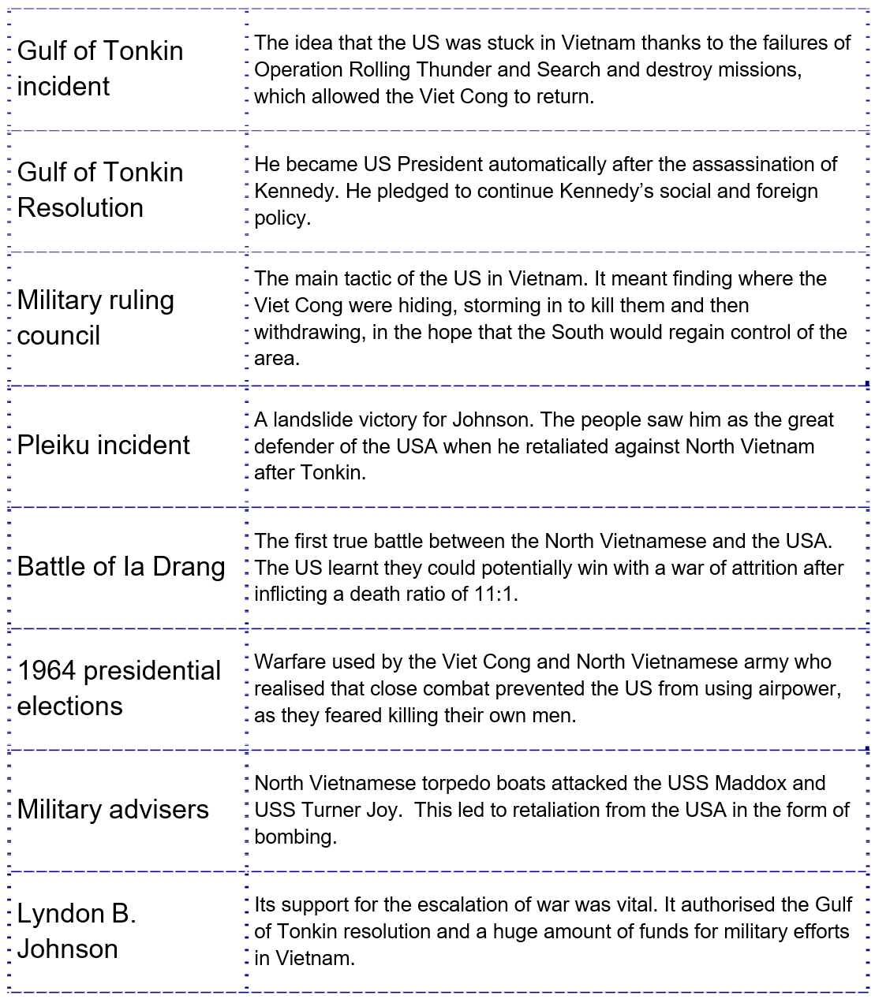 Gulf of Tonkin
incident
The idea that the US was stuck in Vietnam thanks to the failures of
Operation Rolling Thunder and Search and destroy missions,
which allowed the Viet Cong to return.
Gulf of Tonkin
Resolution
He became US President automatically after the assassination of
Kennedy. He pledged to continue Kennedy’s social and foreign
policy.
Military ruling
council
The main tactic of the US in Vietnam. It meant finding where the
Viet Cong were hiding, storming in to kill them and then
withdrawing, in the hope that the South would regain control of the
area.
Pleiku incident
A landslide victory for Johnson. The people saw him as the great
defender of the USA when he retaliated against North Vietnam
after Tonkin.
Battle of Ia Drang
The first true battle between the North Vietnamese and the USA.
The US learnt they could potentially win with a war of attrition after
inflicting a death ratio of 11:1.
1964 presidential
elections
Warfare used by the Viet Cong and North Vietnamese army who
realised that close combat prevented the US from using airpower,
as they feared killing their own men.
Military advisers
North Vietnamese torpedo boats attacked the USS Maddox and
USS Turner Joy.  This led to retaliation from the USA in the form of
bombing.
Lyndon B.
Johnson
Its support for the escalation of war was vital. It authorised the Gulf
of Tonkin resolution and a huge amount of funds for military efforts
in Vietnam.